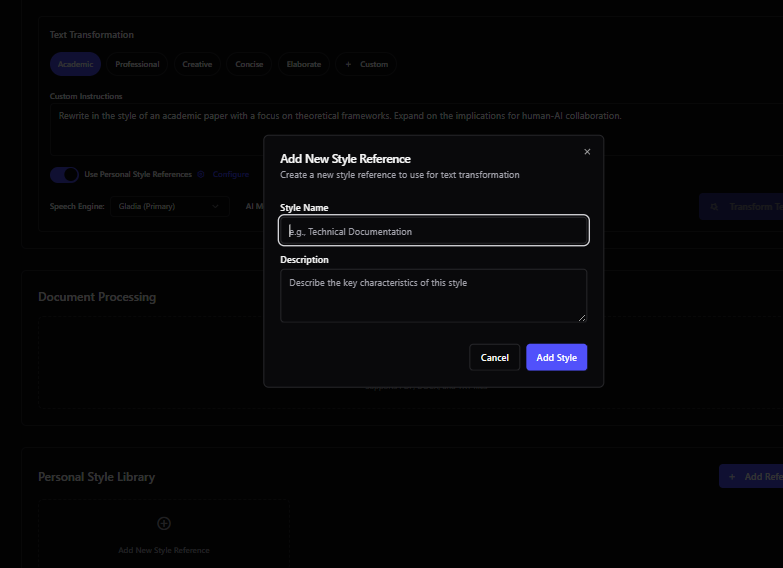 Text Transformation
Academic Professional Creative Concise Elaborate + Custom
Custom Instructions
Rewrite in the style of an academic paper with a focus on theoretical frameworks. Expand on the implications for human-AI collaboration.
Use Personal Style References Configure
Speech Engine: Gladia (Primary) AI M
Transform Te
Add New Style Reference
Create a new style reference to use for text transformation
Style Name
e.g., Technical Documentation
Description
Describe the key characteristics of this style
Cancel Add Style
Document Processing
Personal Style Library
+ Add Refe
Add New Style Reference